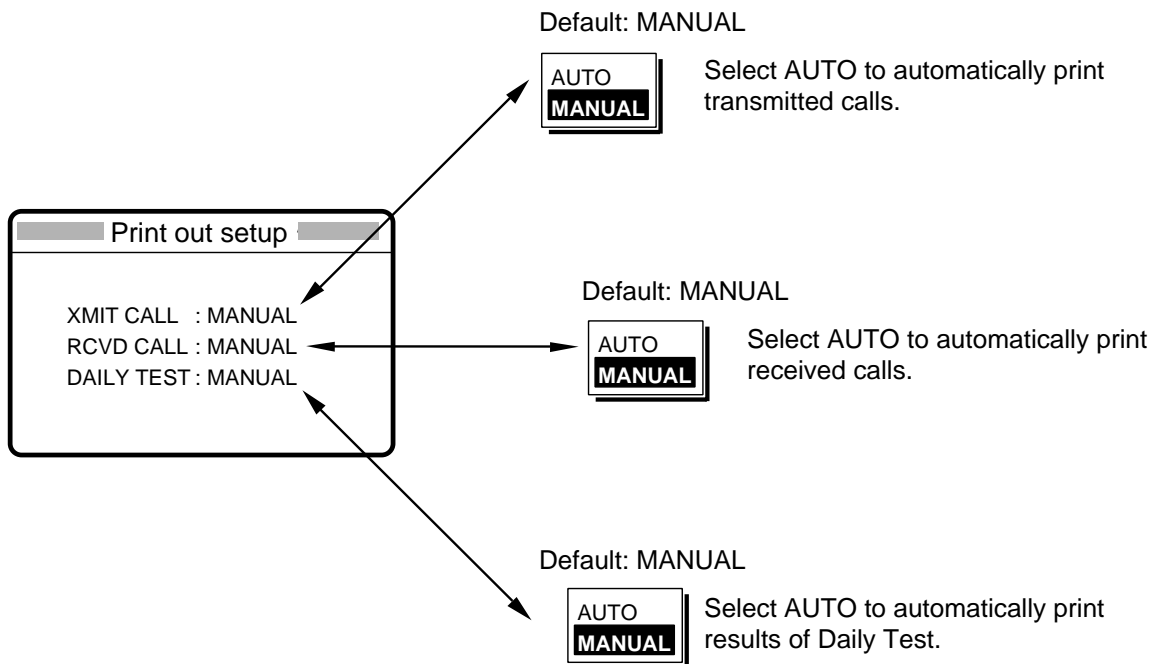 Default: MANUAL
AUTO
MANUAL
Select AUTO to automatically print
transmitted calls.
Print out setup
XMIT CALL : MANUAL
RCVD CALL : MANUAL
DAILY TEST : MANUAL
Default: MANUAL
AUTO
MANUAL
Select AUTO to automatically print
received calls.
Default: MANUAL
AUTO
MANUAL
Select AUTO to automatically print
results of Daily Test.